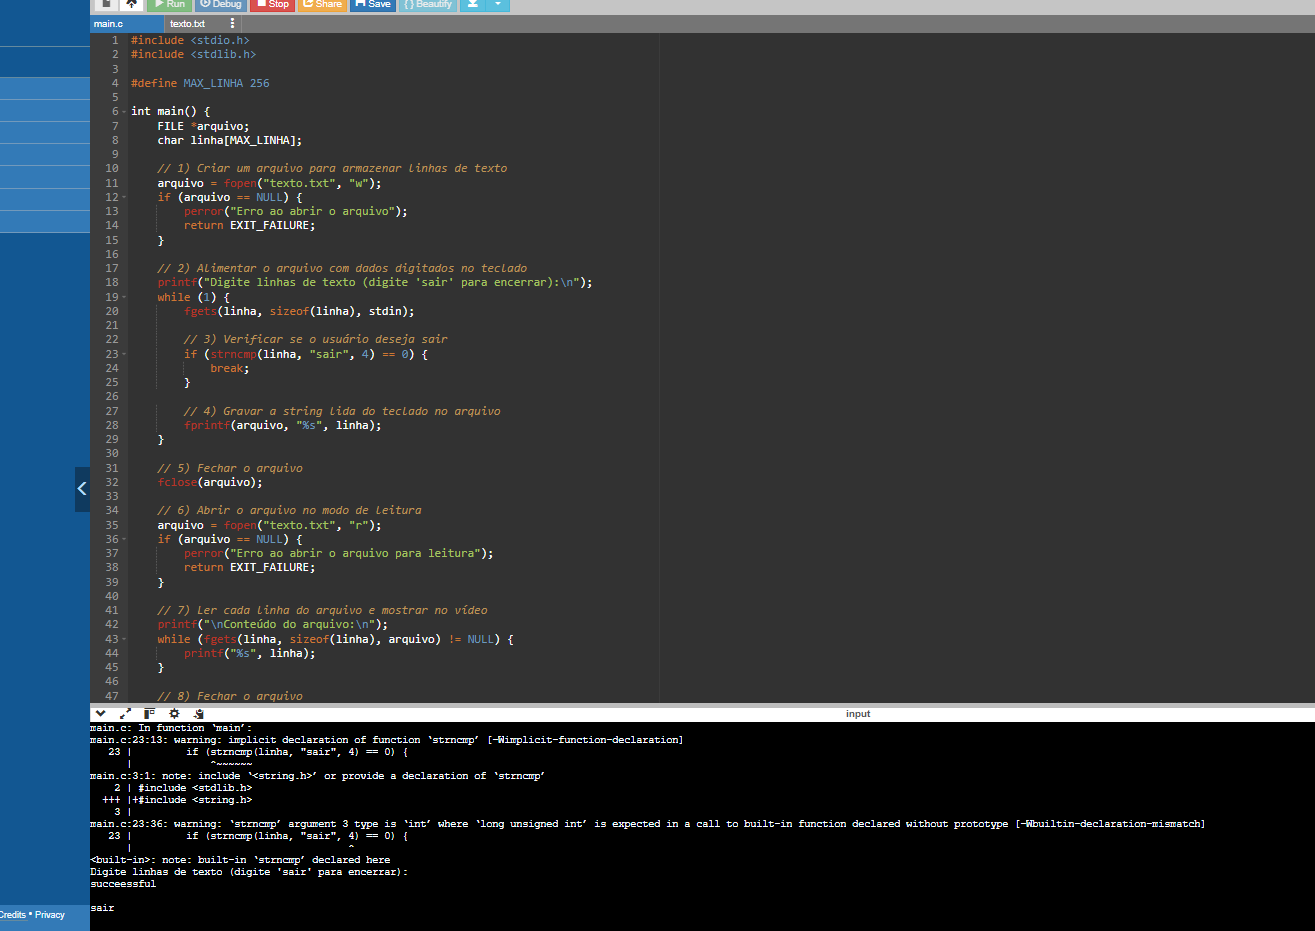 Run Debug Stop Share Save { } Beautify
main.c texto.txt
1 #include <stdio.h>
2 #include <stdlib.h>
3
4 #define MAX_LINHA 256
5
6 int main() {
7     FILE *arquivo;
8     char linha[MAX_LINHA];
9
10     // 1) Criar um arquivo para armazenar linhas de texto
11     arquivo = fopen("texto.txt", "w");
12     if (arquivo == NULL) {
13         perror("Erro ao abrir o arquivo");
14         return EXIT_FAILURE;
15     }
16
17     // 2) Alimentar o arquivo com dados digitados no teclado
18     printf("Digite linhas de texto (digite 'sair' para encerrar):\n");
19     while (1) {
20         fgets(linha, sizeof(linha), stdin);
21
22         // 3) Verificar se o usuário deseja sair
23         if (strncmp(linha, "sair", 4) == 0) {
24             break;
25         }
26
27         // 4) Gravar a string lida do teclado no arquivo
28         fprintf(arquivo, "%s", linha);
29     }
30
31     // 5) Fechar o arquivo
32     fclose(arquivo);
33
34     // 6) Abrir o arquivo no modo de leitura
35     arquivo = fopen("texto.txt", "r");
36     if (arquivo == NULL) {
37         perror("Erro ao abrir o arquivo para leitura");
38         return EXIT_FAILURE;
39     }
40
41     // 7) Ler cada linha do arquivo e mostrar no vídeo
42     printf("\nConteúdo do arquivo:\n");
43     while (fgets(linha, sizeof(linha), arquivo) != NULL) {
44         printf("%s", linha);
45     }
46
47     // 8) Fechar o arquivo
input
main.c: In function ‘main’:
main.c:23:13: warning: implicit declaration of function ‘strncmp’ [-Wimplicit-function-declaration]
23 |         if (strncmp(linha, "sair", 4) == 0) {
|             ^~~~~~~
main.c:3:1: note: include ‘<string.h>’ or provide a declaration of ‘strncmp’
2 | #include <stdlib.h>
+++ |+#include <string.h>
3 |
main.c:23:36: warning: ‘strncmp’ argument 3 type is ‘int’ where ‘long unsigned int’ is expected in a call to built-in function declared without prototype [-Wbuiltin-declaration-mismatch]
23 |         if (strncmp(linha, "sair", 4) == 0) {
|                                    ^
<built-in>: note: built-in ‘strncmp’ declared here
Digite linhas de texto (digite 'sair' para encerrar):
succeessful
sair
Credits • Privacy